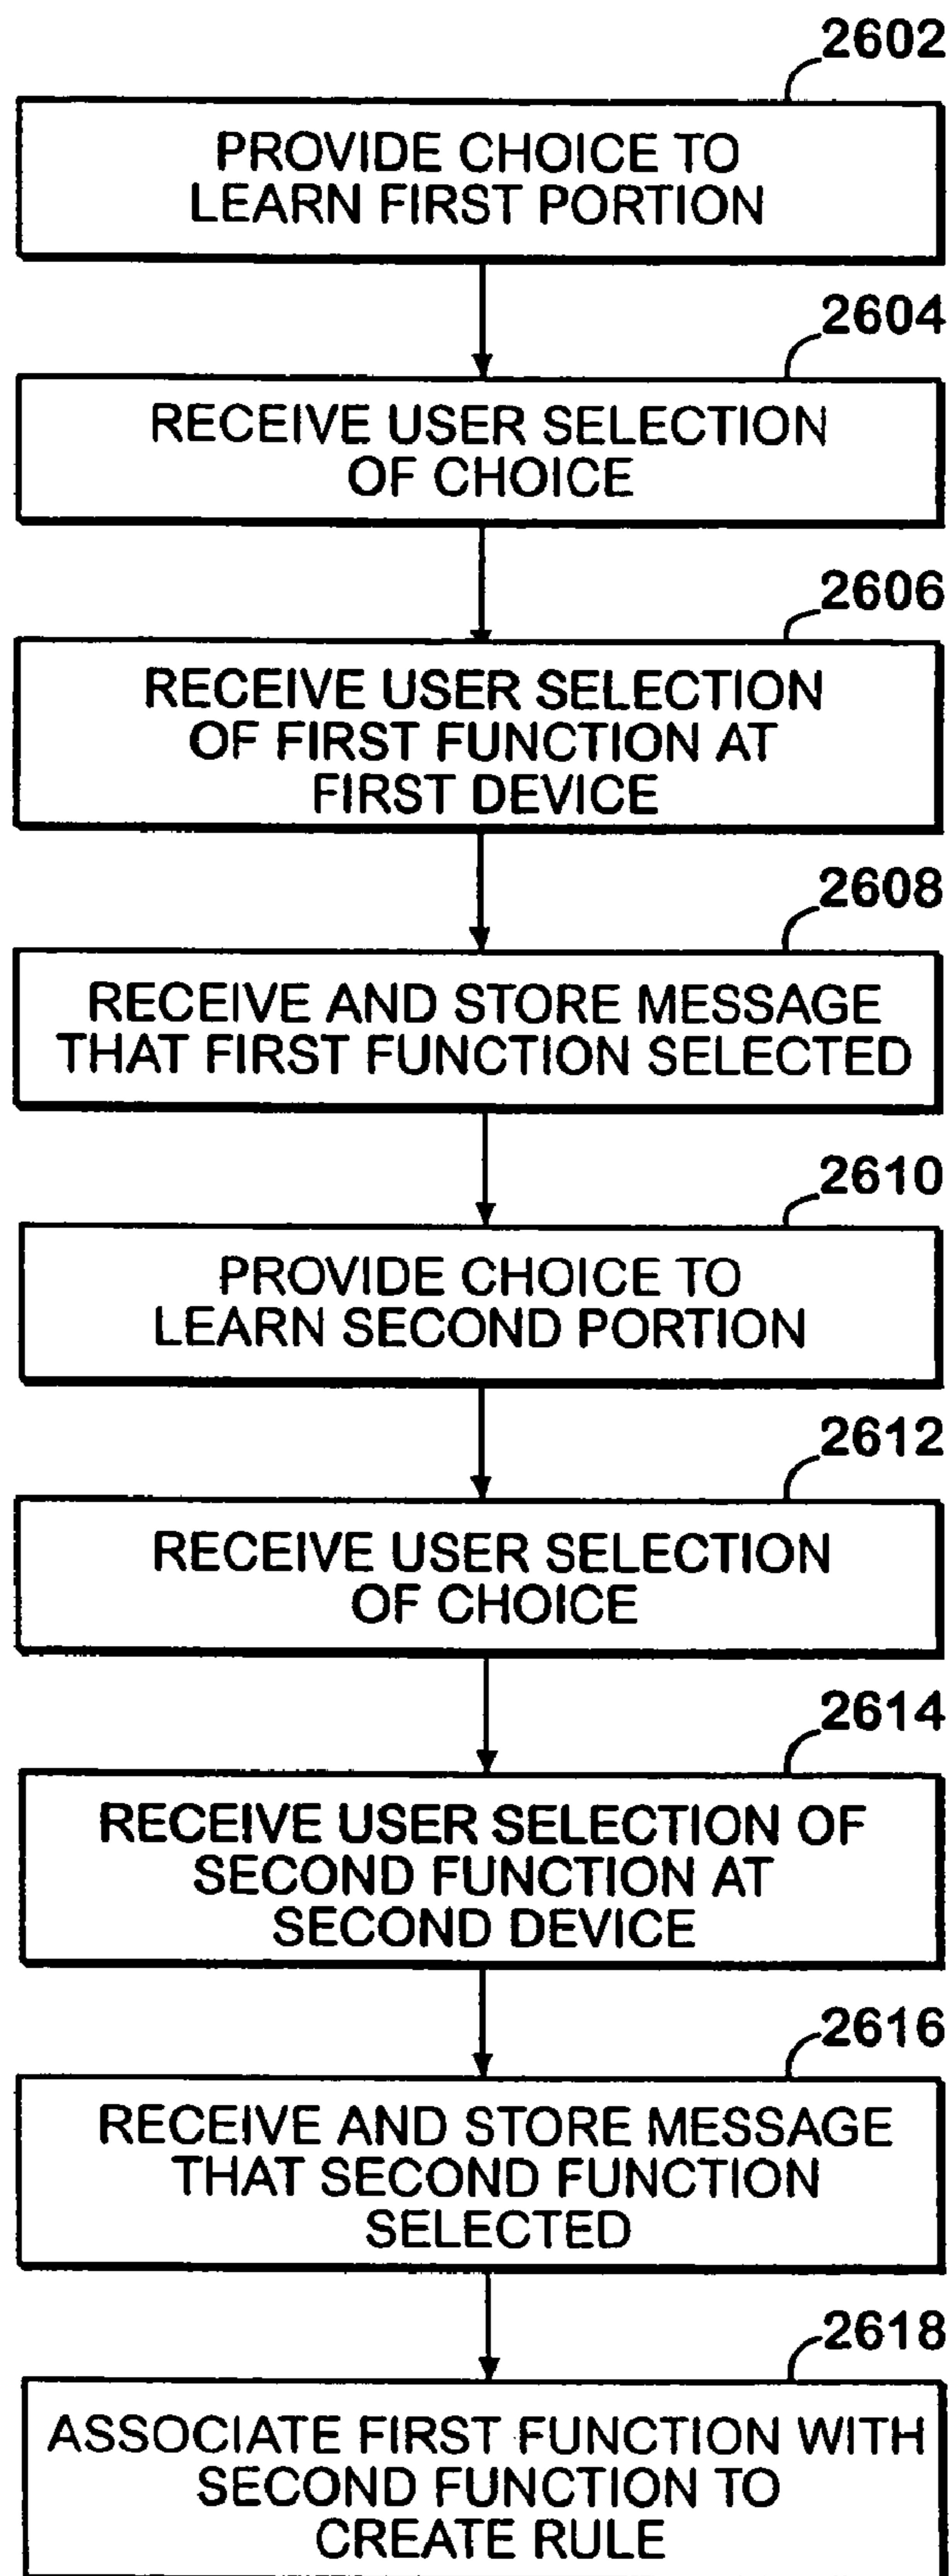 2602
PROVIDE CHOICE TO
LEARN FIRST PORTION
2604
RECEIVE USER SELECTION
OF CHOICE
2606
RECEIVE USER SELECTION
OF FIRST FUNCTION AT
FIRST DEVICE
2608
RECEIVE AND STORE MESSAGE
THAT FIRST FUNCTION SELECTED
2610
PROVIDE CHOICE TO
LEARN SECOND PORTION
2612
RECEIVE USER SELECTION
OF CHOICE
2614
RECEIVE USER SELECTION OF
SECOND FUNCTION AT
SECOND DEVICE
2616
RECEIVE AND STORE MESSAGE
THAT SECOND FUNCTION
SELECTED
2618
ASSOCIATE FIRST FUNCTION WITH
SECOND FUNCTION TO
CREATE RULE